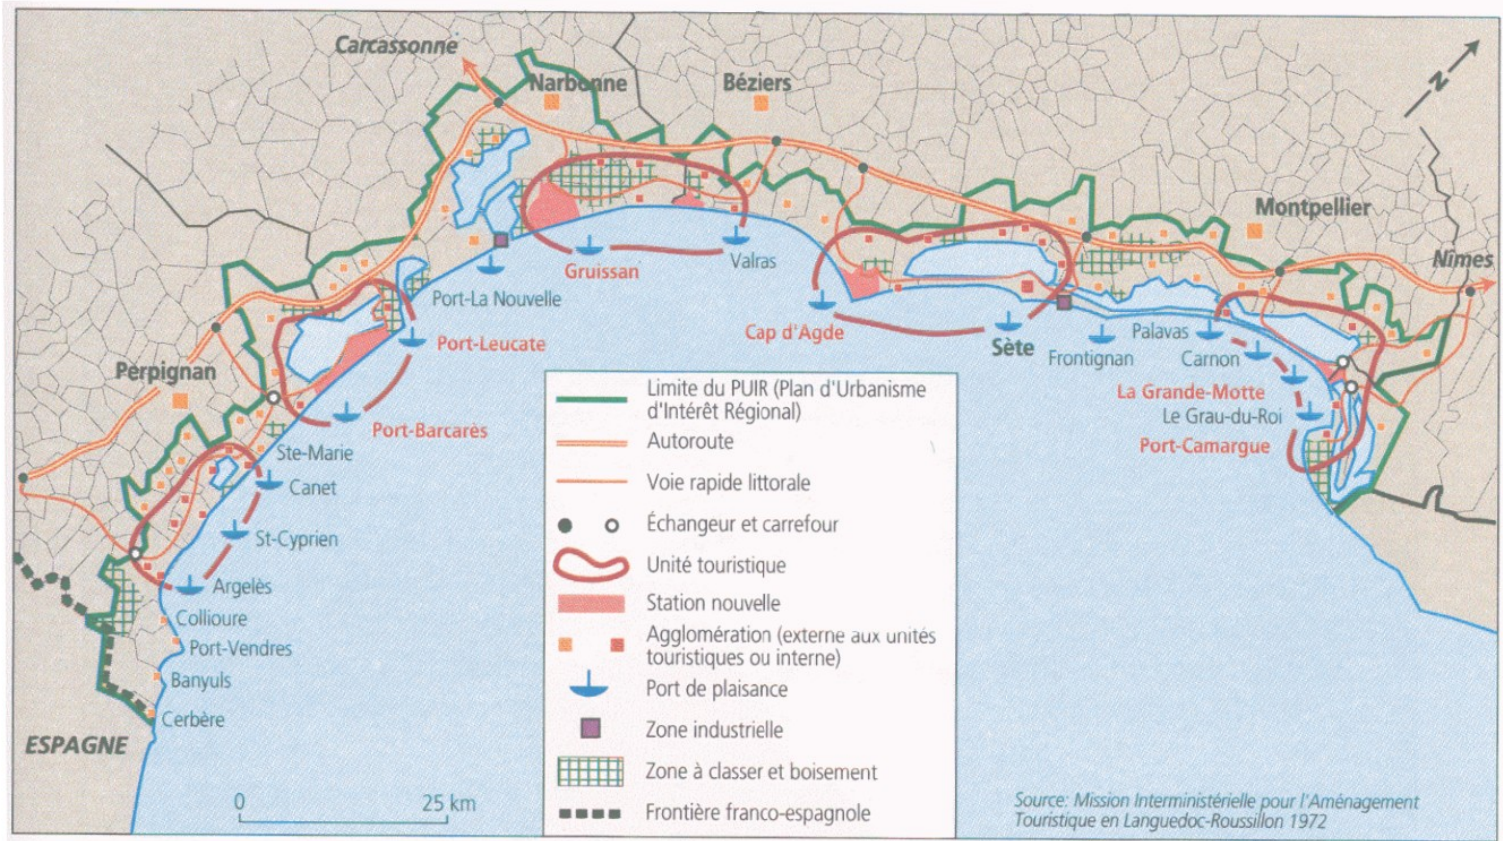 Carcassonne
Narbonne
Béziers
N
Montpellier
Nîmes
Gruissan
Valras
Port-La Nouvelle
Port-Leucate
Cap d'Agde
Sète
Frontignan
Palavas
Carnon
Perpignan
La Grande-Motte
Le Grau-du-Roi
Port-Camargue
Port-Barcarès
Ste-Marie
Canet
St-Cyprien
Argelès
Collioure
Port-Vendres
Banyuls
Cerbère
ESPAGNE
0 25 km
Limite du PUIR (Plan d'Urbanisme
d'Intérêt Régional)
Autoroute
Voie rapide littorale
Échangeur et carrefour
Unité touristique
Station nouvelle
Agglomération (externe aux unités
touristiques ou interne)
Port de plaisance
Zone industrielle
Zone à classer et boisement
Frontière franco-espagnole
Source: Mission Interministérielle pour l'Aménagement
Touristique en Languedoc-Roussillon 1972